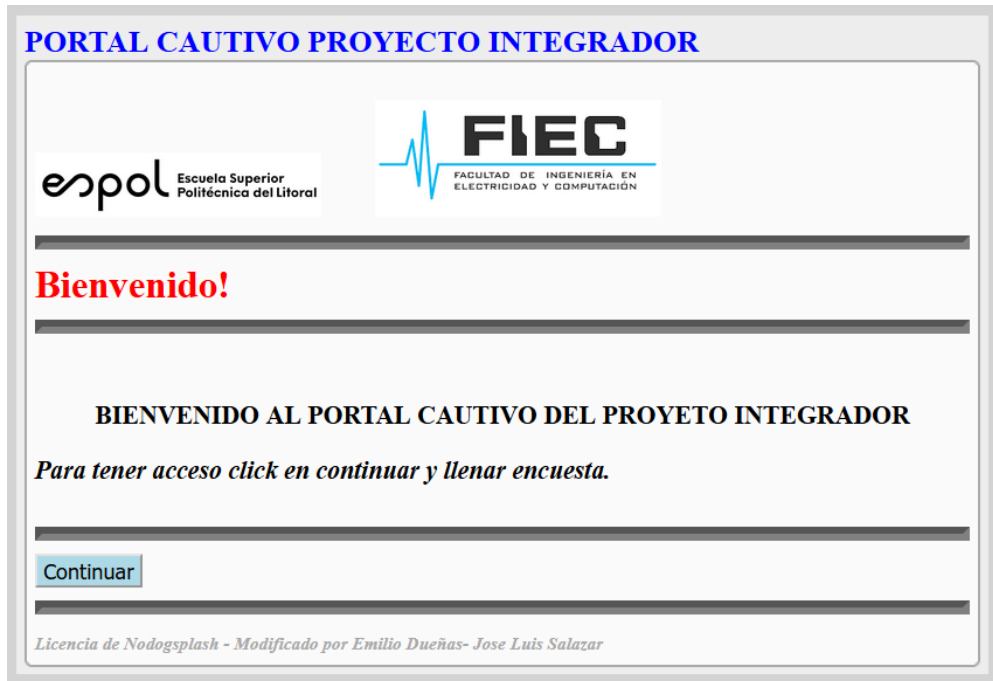 PORTAL CAUTIVO PROYECTO INTEGRADOR
espol Escuela Superior
Politécnica del Litoral
FIEC
FACULTAD DE INGENIERÍA EN
ELECTRICIDAD Y COMPUTACIÓN
Bienvenido!
BIENVENIDO AL PORTAL CAUTIVO DEL PROYETO INTEGRADOR
Para tener acceso click en continuar y llenar encuesta.
Continuar
Licencia de Nodogsplash - Modificado por Emilio Dueñas- Jose Luis Salazar